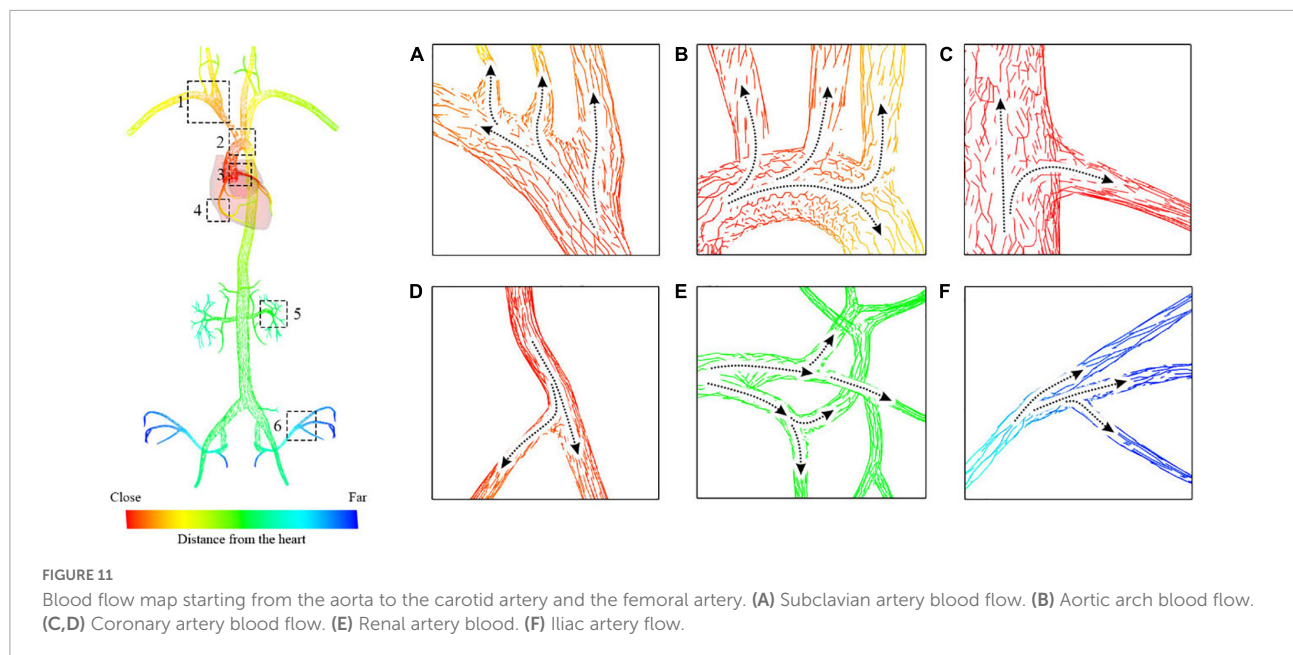 A
B
C
1
2
3
4
D
E
F
5
6
Close
Far
Distance from the heart
FIGURE 11
Blood flow map starting from the aorta to the carotid artery and the femoral artery. (A) Subclavian artery blood flow. (B) Aortic arch blood flow.
(C,D) Coronary artery blood flow. (E) Renal artery blood. (F) Iliac artery flow.